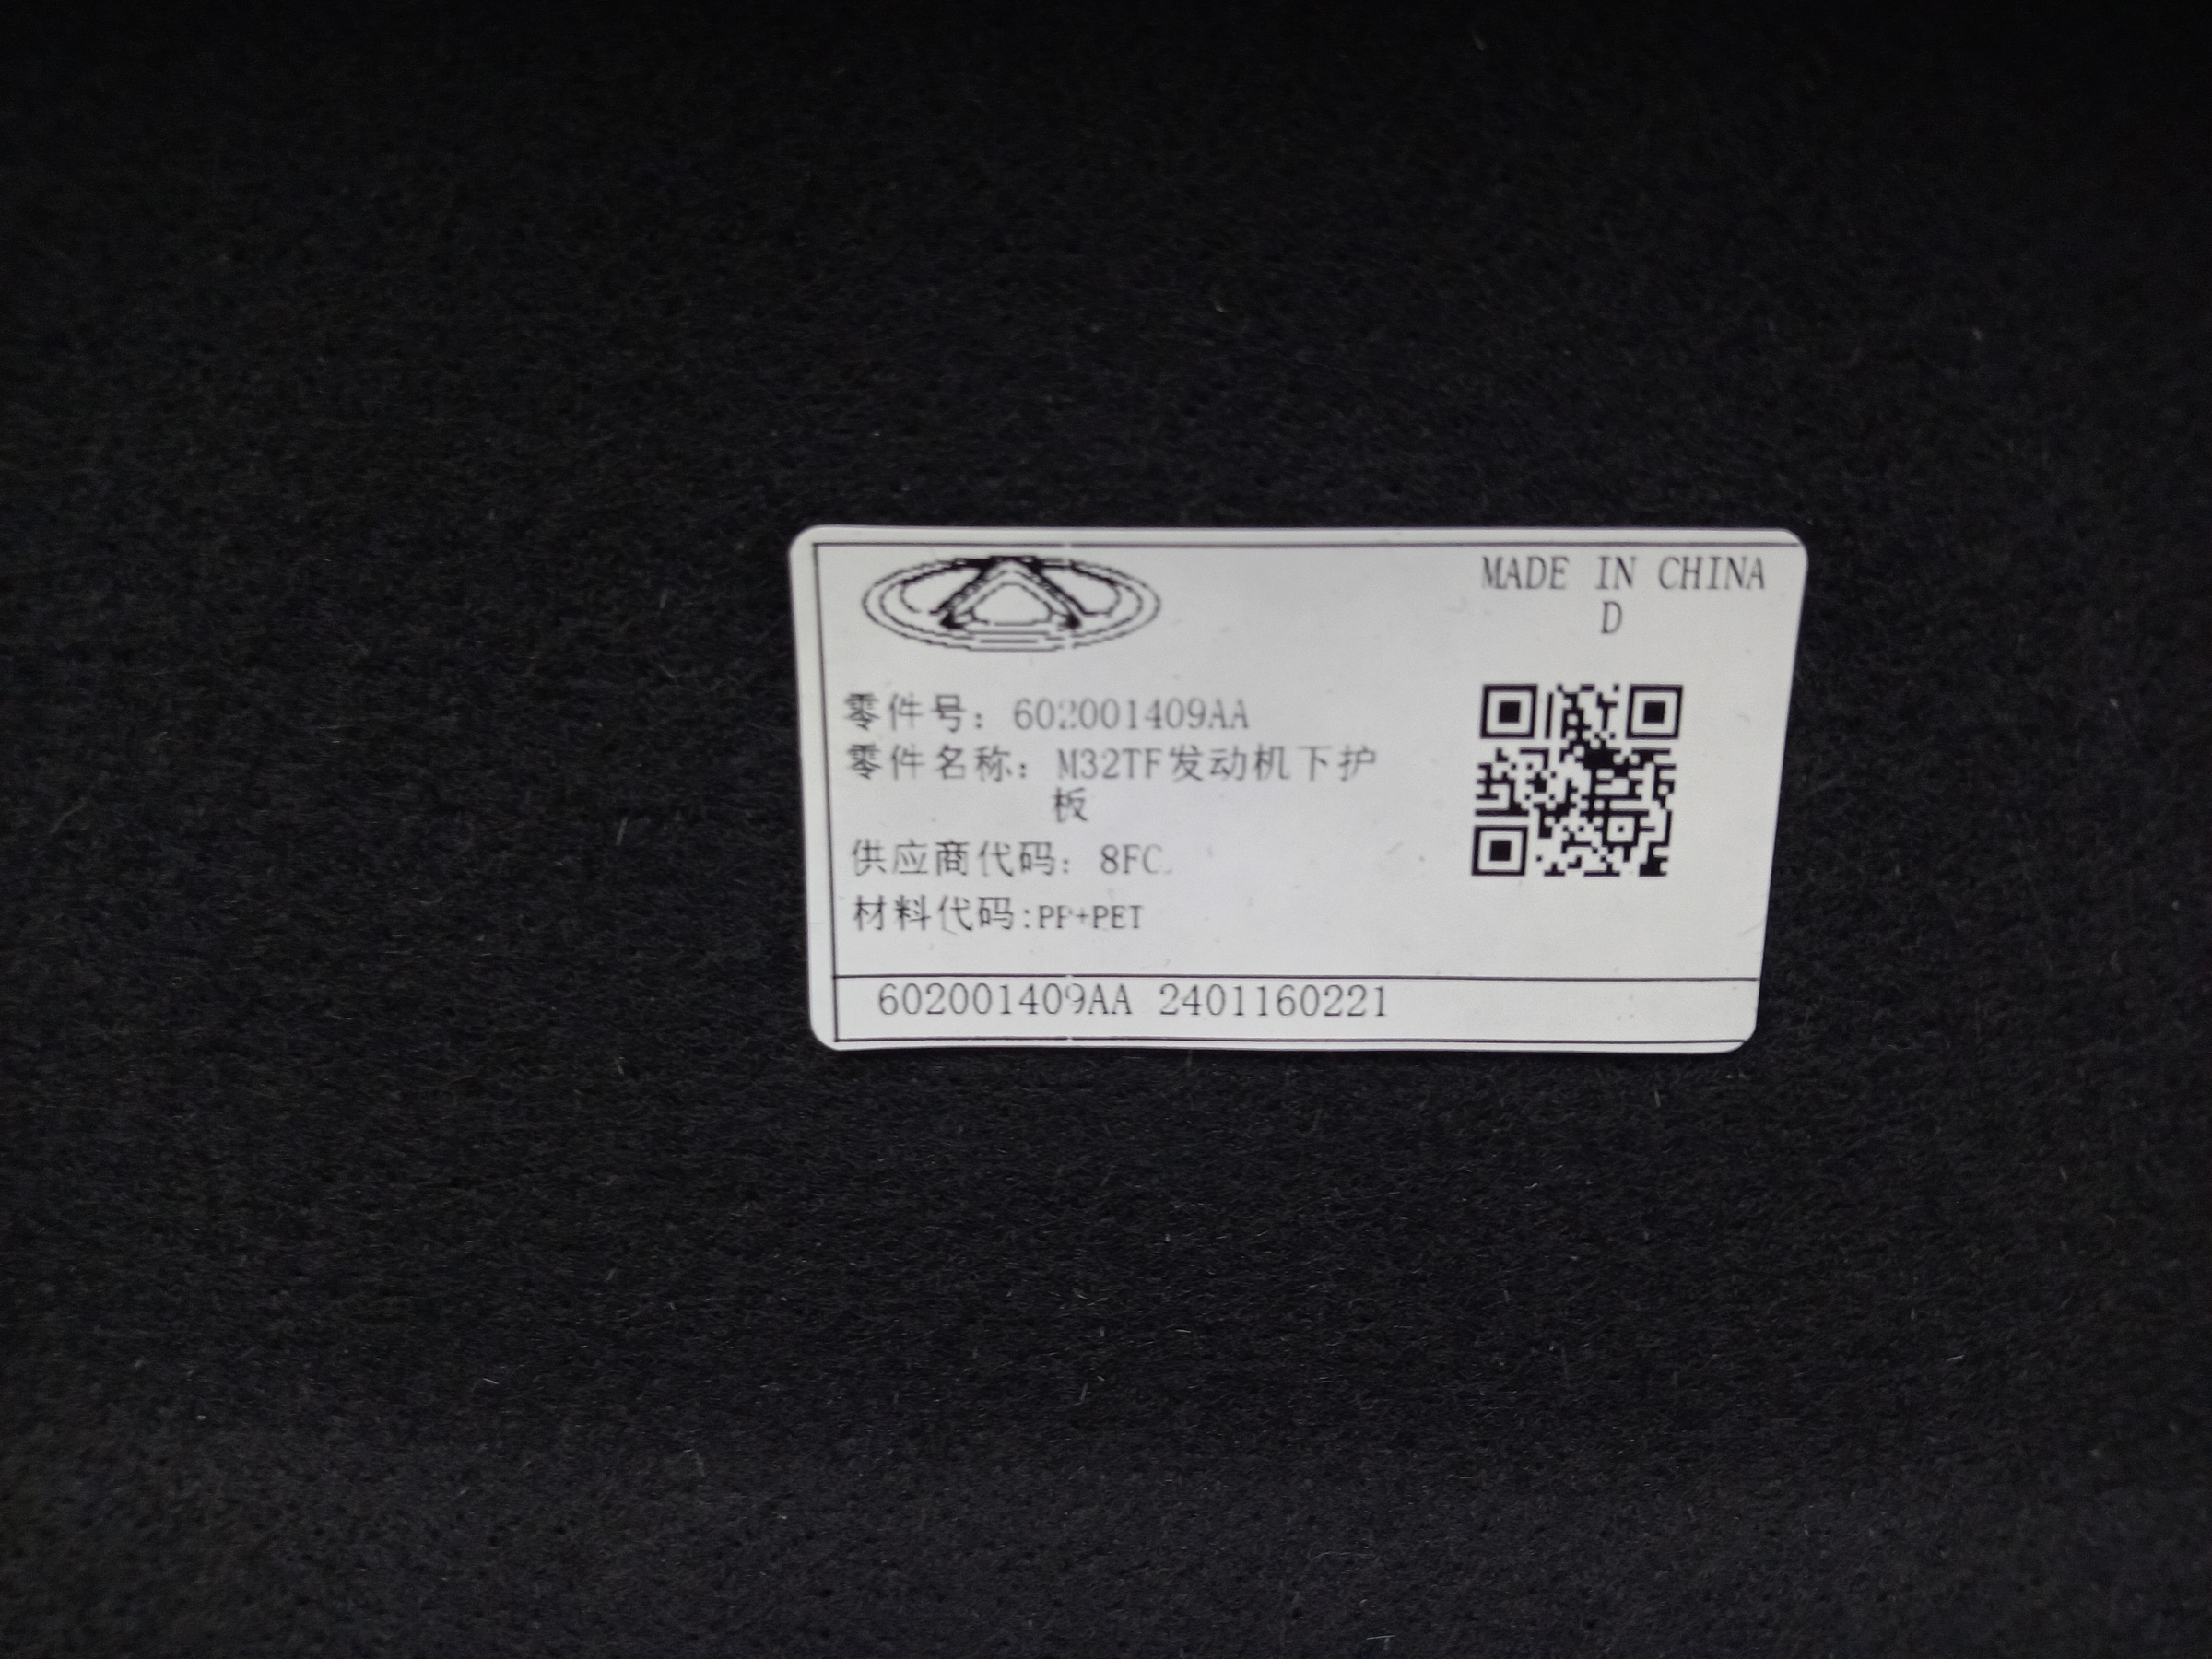 MADE IN CHINA
D
零件号: 602001409AA
零件名称: M32TF发动机下护
板
供应商代码: 8FC
材料代码:PP+PET
602001409AA 2401160221